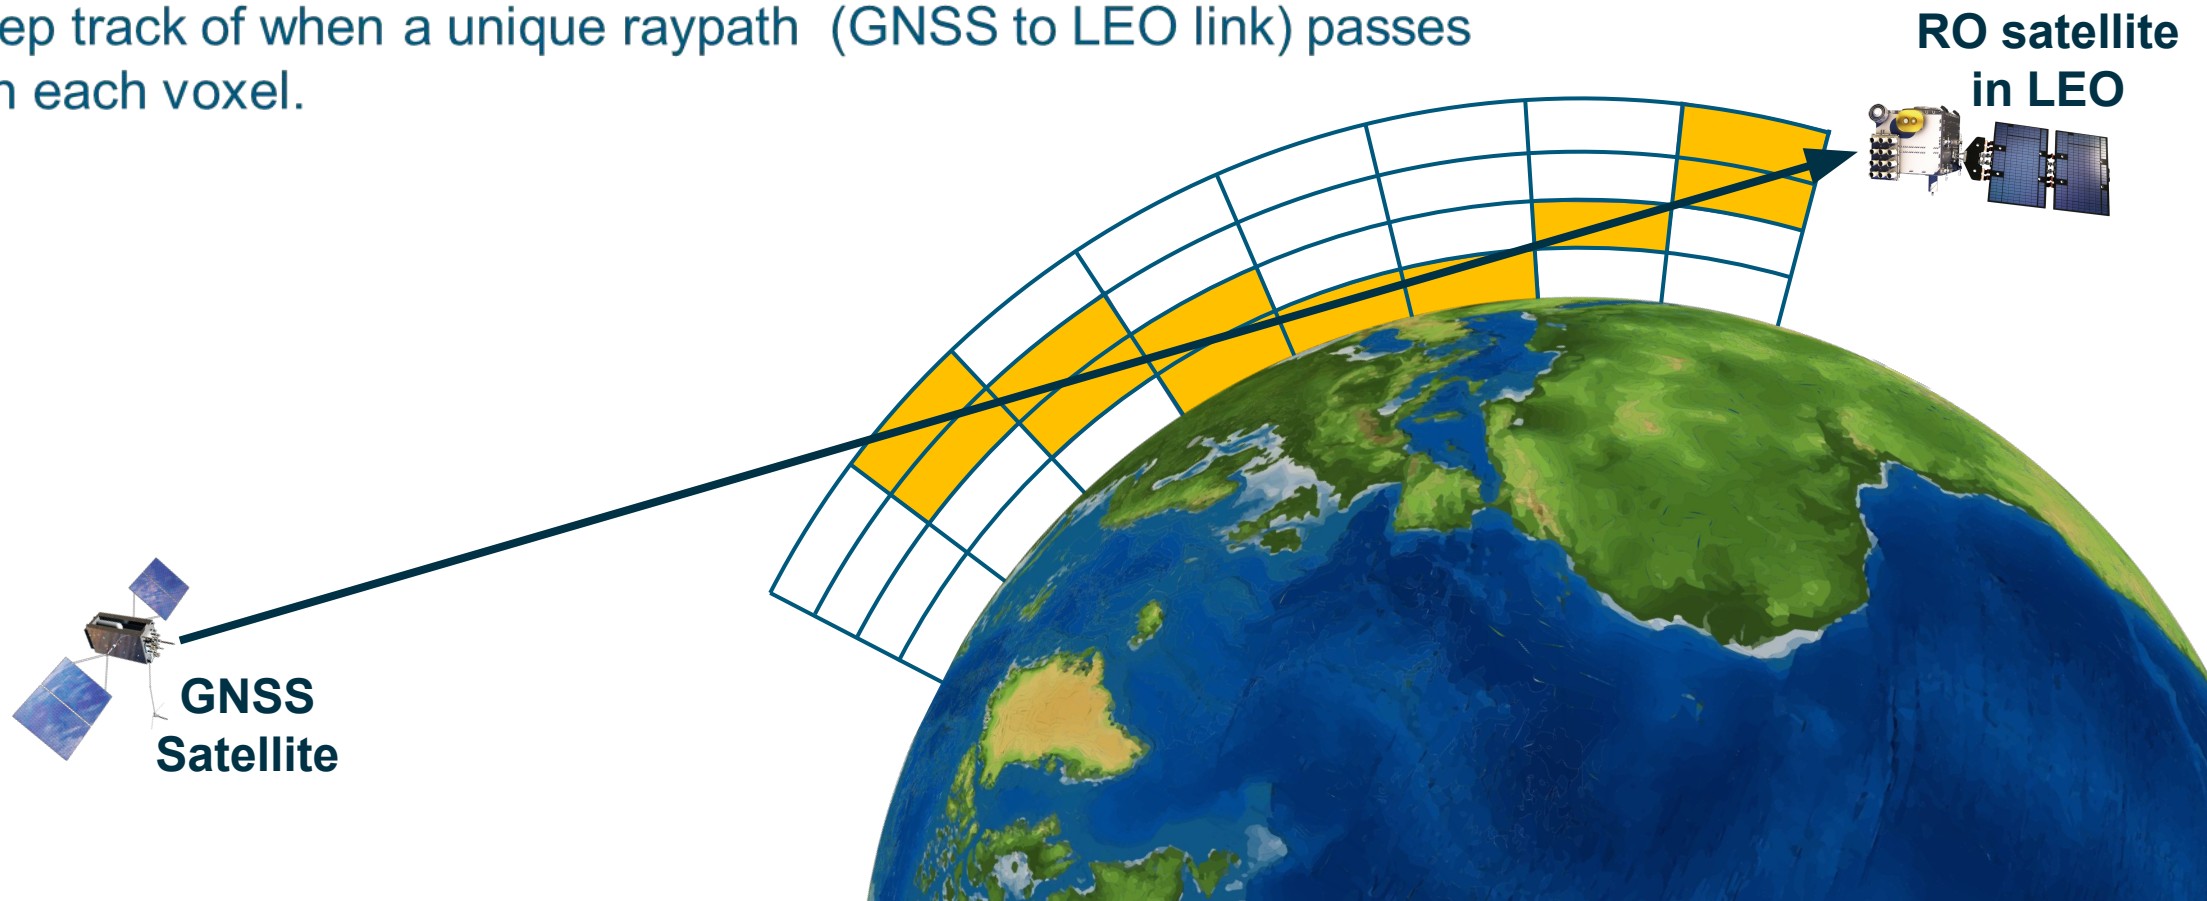 ep track of when a unique raypath (GNSS to LEO link) passes
n each voxel.
RO satellite
in LEO
GNSS
Satellite